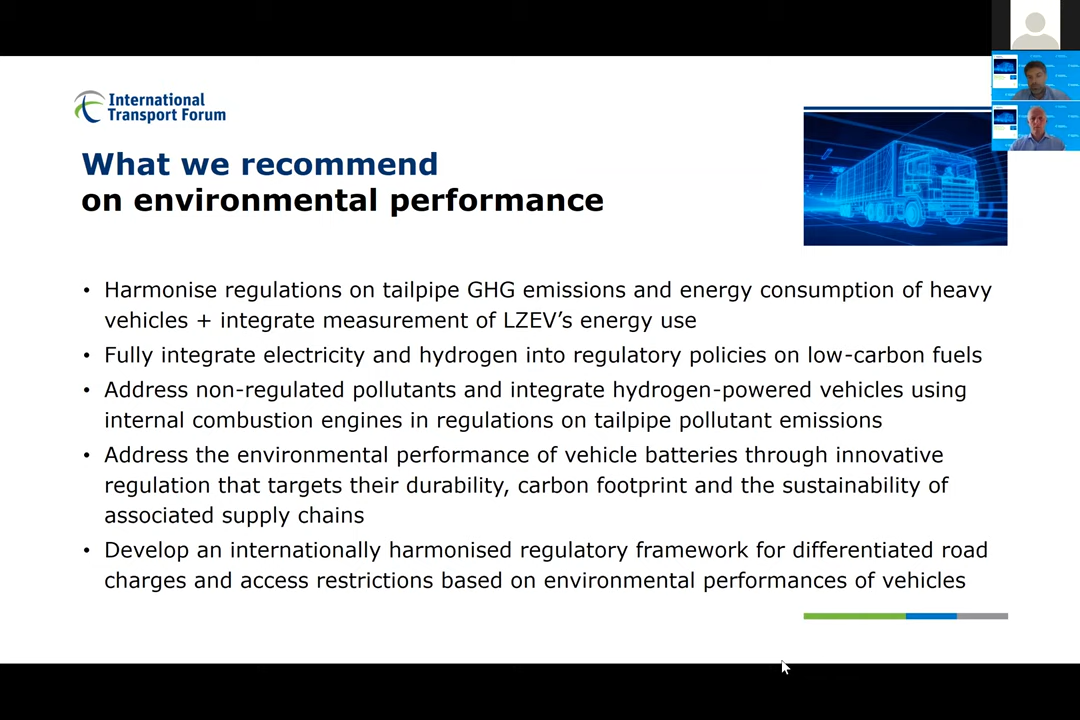 International
Transport Forum
What we recommend
on environmental performance
• Harmonise regulations on tailpipe GHG emissions and energy consumption of heavy
vehicles + integrate measurement of LZEV’s energy use
• Fully integrate electricity and hydrogen into regulatory policies on low-carbon fuels
• Address non-regulated pollutants and integrate hydrogen-powered vehicles using
internal combustion engines in regulations on tailpipe pollutant emissions
• Address the environmental performance of vehicle batteries through innovative
regulation that targets their durability, carbon footprint and the sustainability of
associated supply chains
• Develop an internationally harmonised regulatory framework for differentiated road
charges and access restrictions based on environmental performances of vehicles